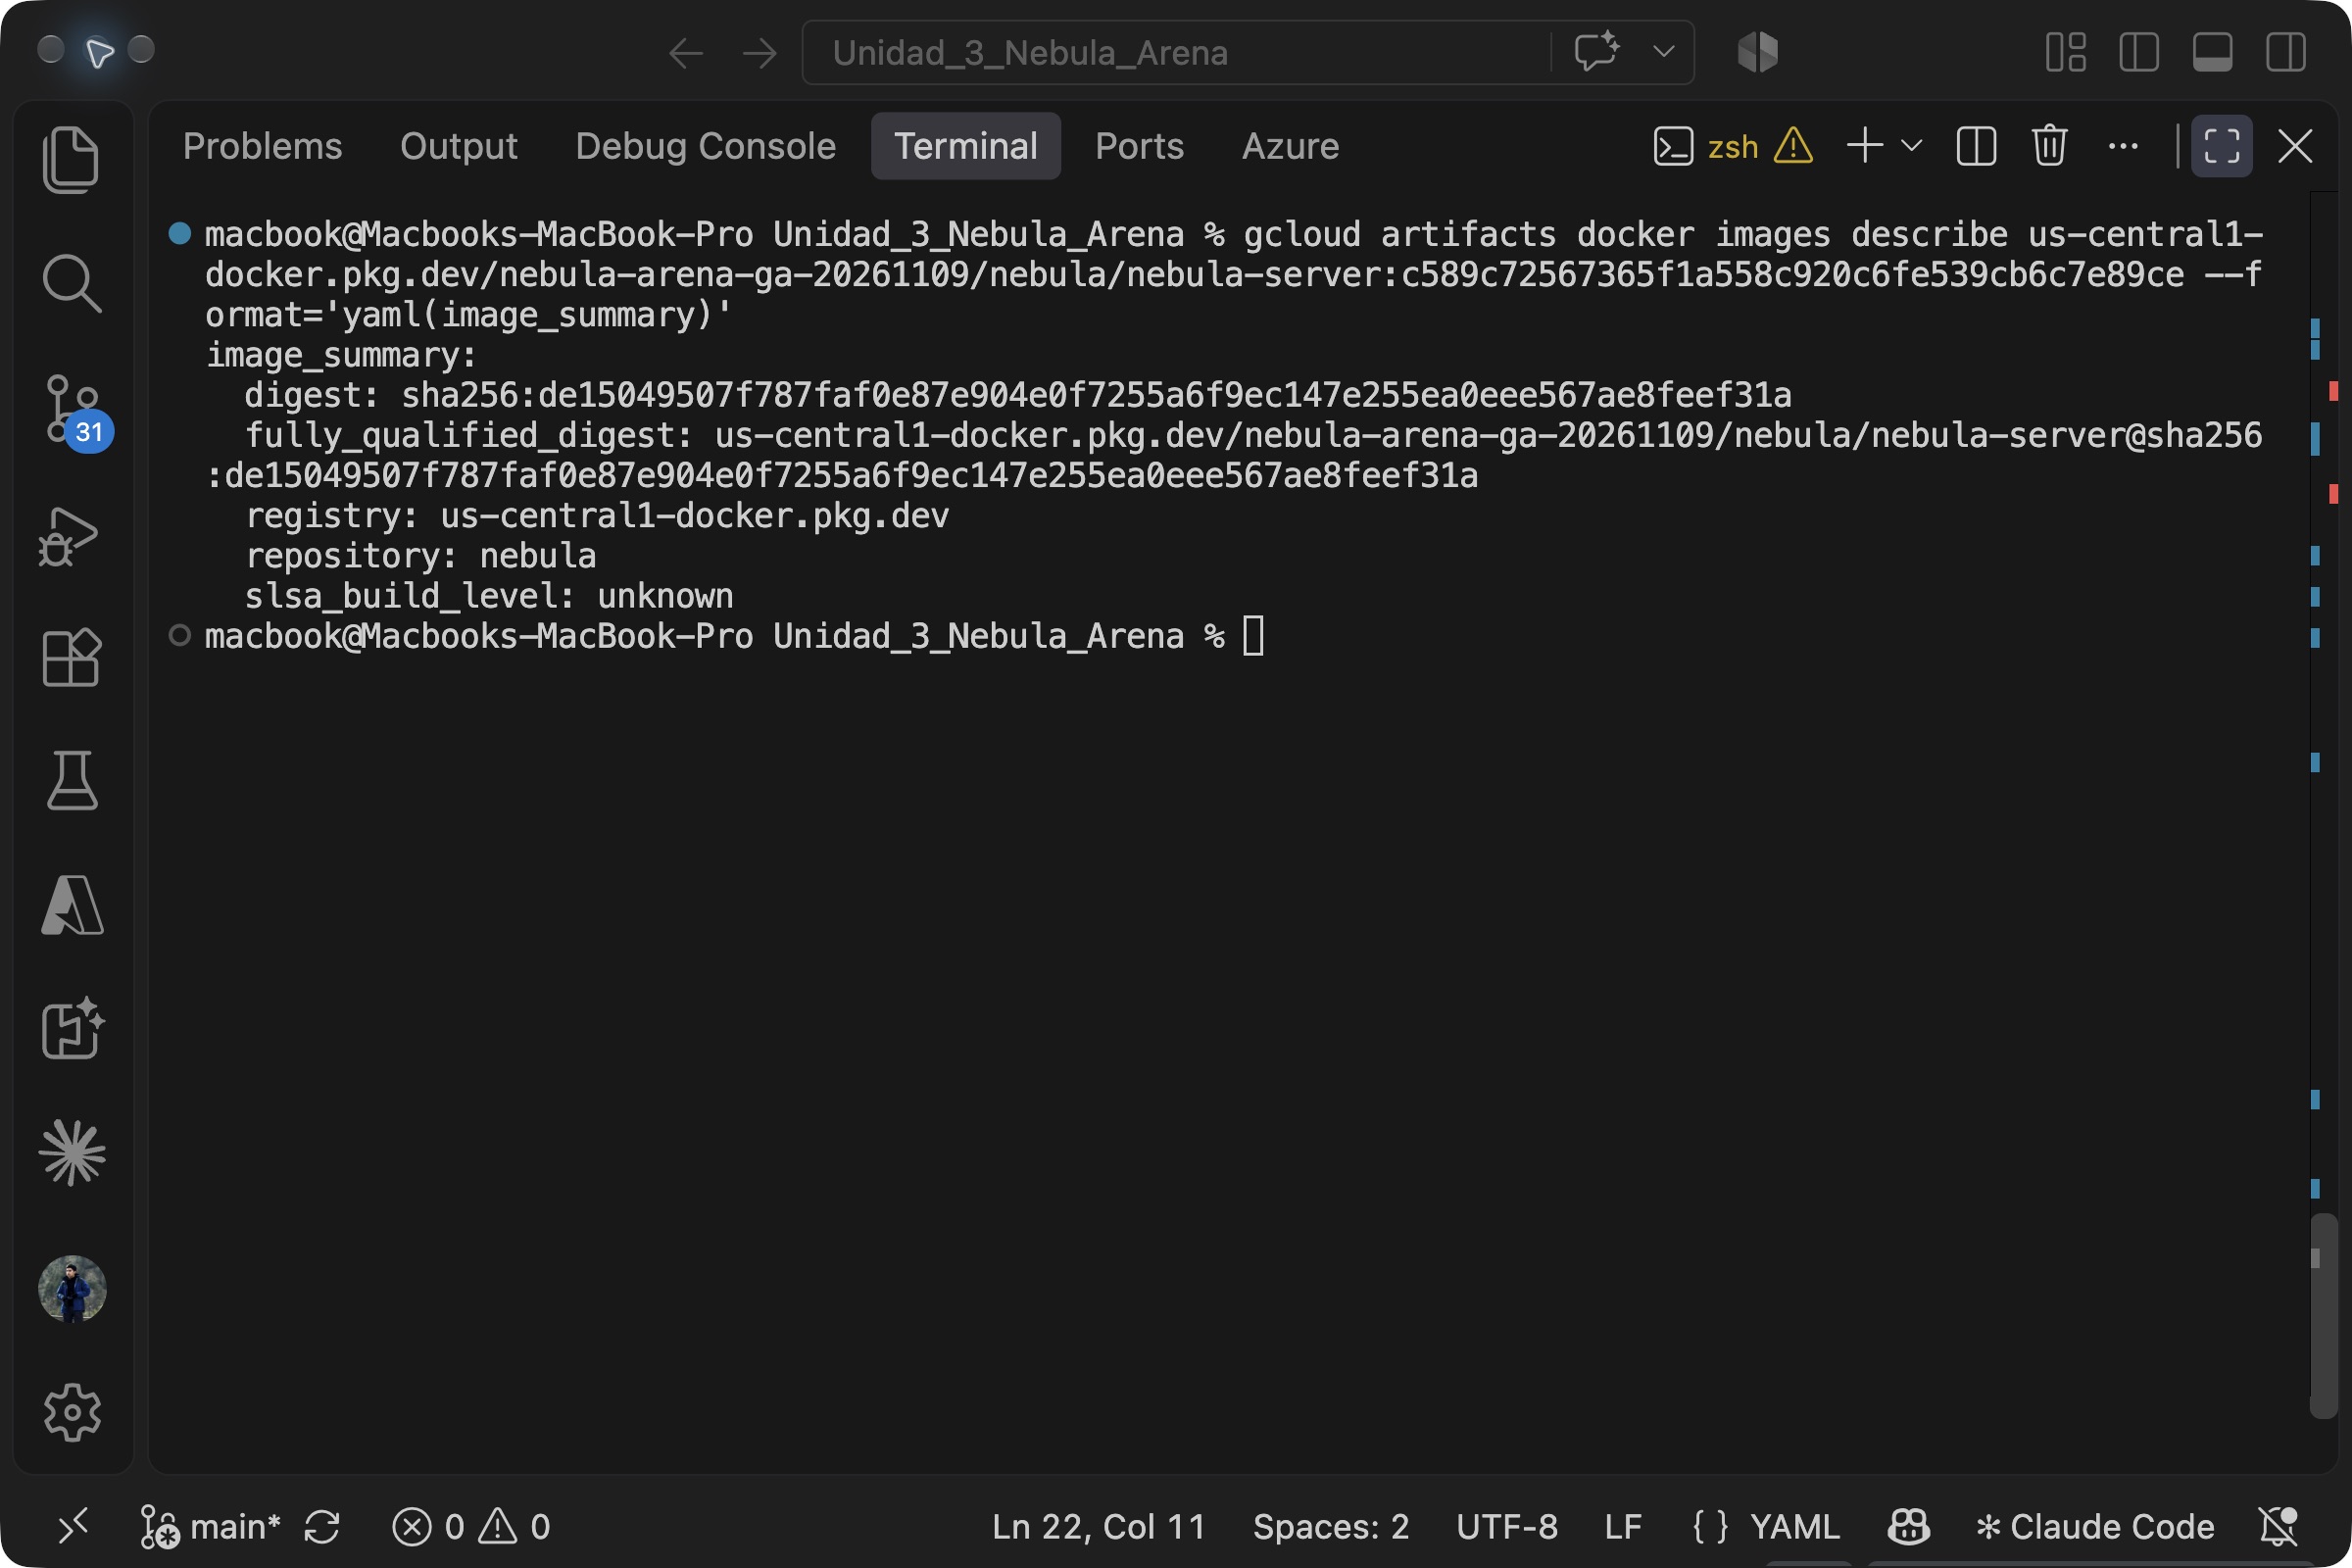 Unidad_3_Nebula_Arena
Problems Output Debug Console Terminal Ports Azure zsh
macbook@Macbooks-MacBook-Pro Unidad_3_Nebula_Arena % gcloud artifacts docker images describe us-central1-
docker.pkg.dev/nebula-arena-ga-20261109/nebula/nebula-server:c589c72567365f1a558c920c6fe539cb6c7e89ce --f
ormat='yaml(image_summary)'
image_summary:
  digest: sha256:de15049507f787faf0e87e904e0f7255a6f9ec147e255ea0eee567ae8feef31a
  fully_qualified_digest: us-central1-docker.pkg.dev/nebula-arena-ga-20261109/nebula/nebula-server@sha256
:de15049507f787faf0e87e904e0f7255a6f9ec147e255ea0eee567ae8feef31a
  registry: us-central1-docker.pkg.dev
  repository: nebula
  slsa_build_level: unknown
macbook@Macbooks-MacBook-Pro Unidad_3_Nebula_Arena %
31
main* 0 0 Ln 22, Col 11 Spaces: 2 UTF-8 LF { } YAML Claude Code